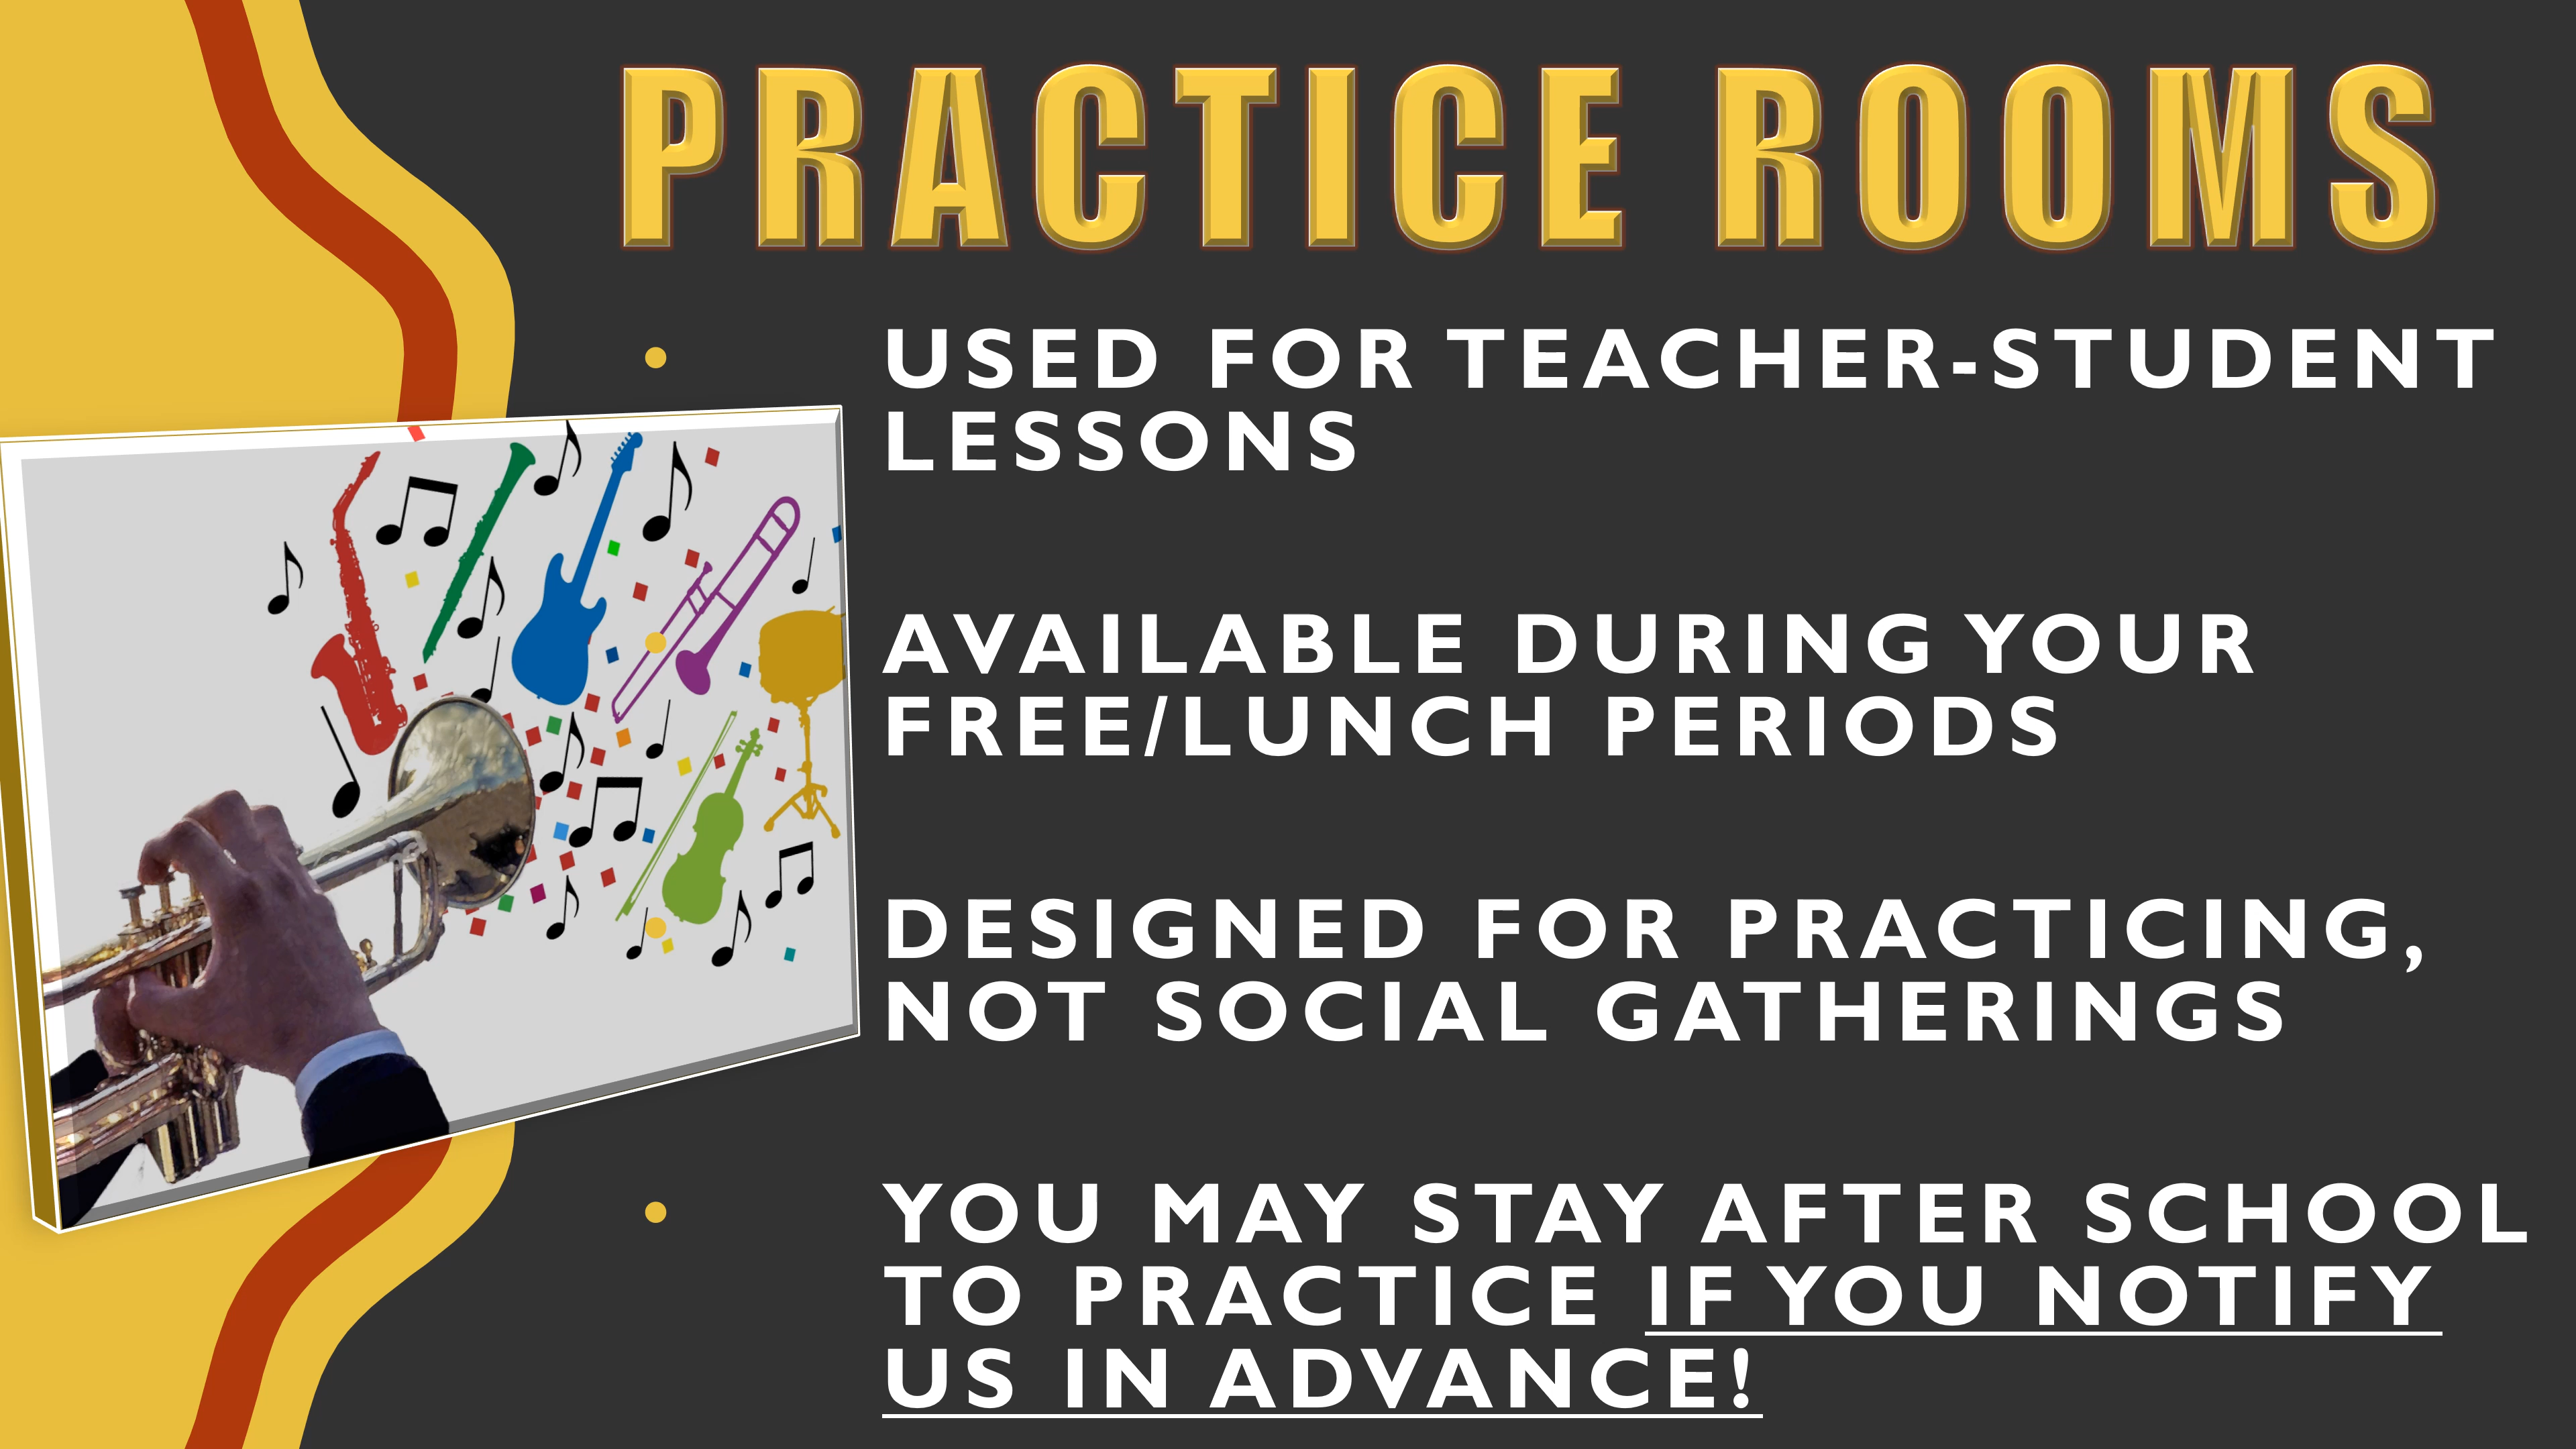 PRACTICE ROOMS
• USED FOR TEACHER-STUDENT
LESSONS
• AVAILABLE DURING YOUR
FREE/LUNCH PERIODS
• DESIGNED FOR PRACTICING,
NOT SOCIAL GATHERINGS
• YOU MAY STAY AFTER SCHOOL
TO PRACTICE IF YOU NOTIFY
US IN ADVANCE!